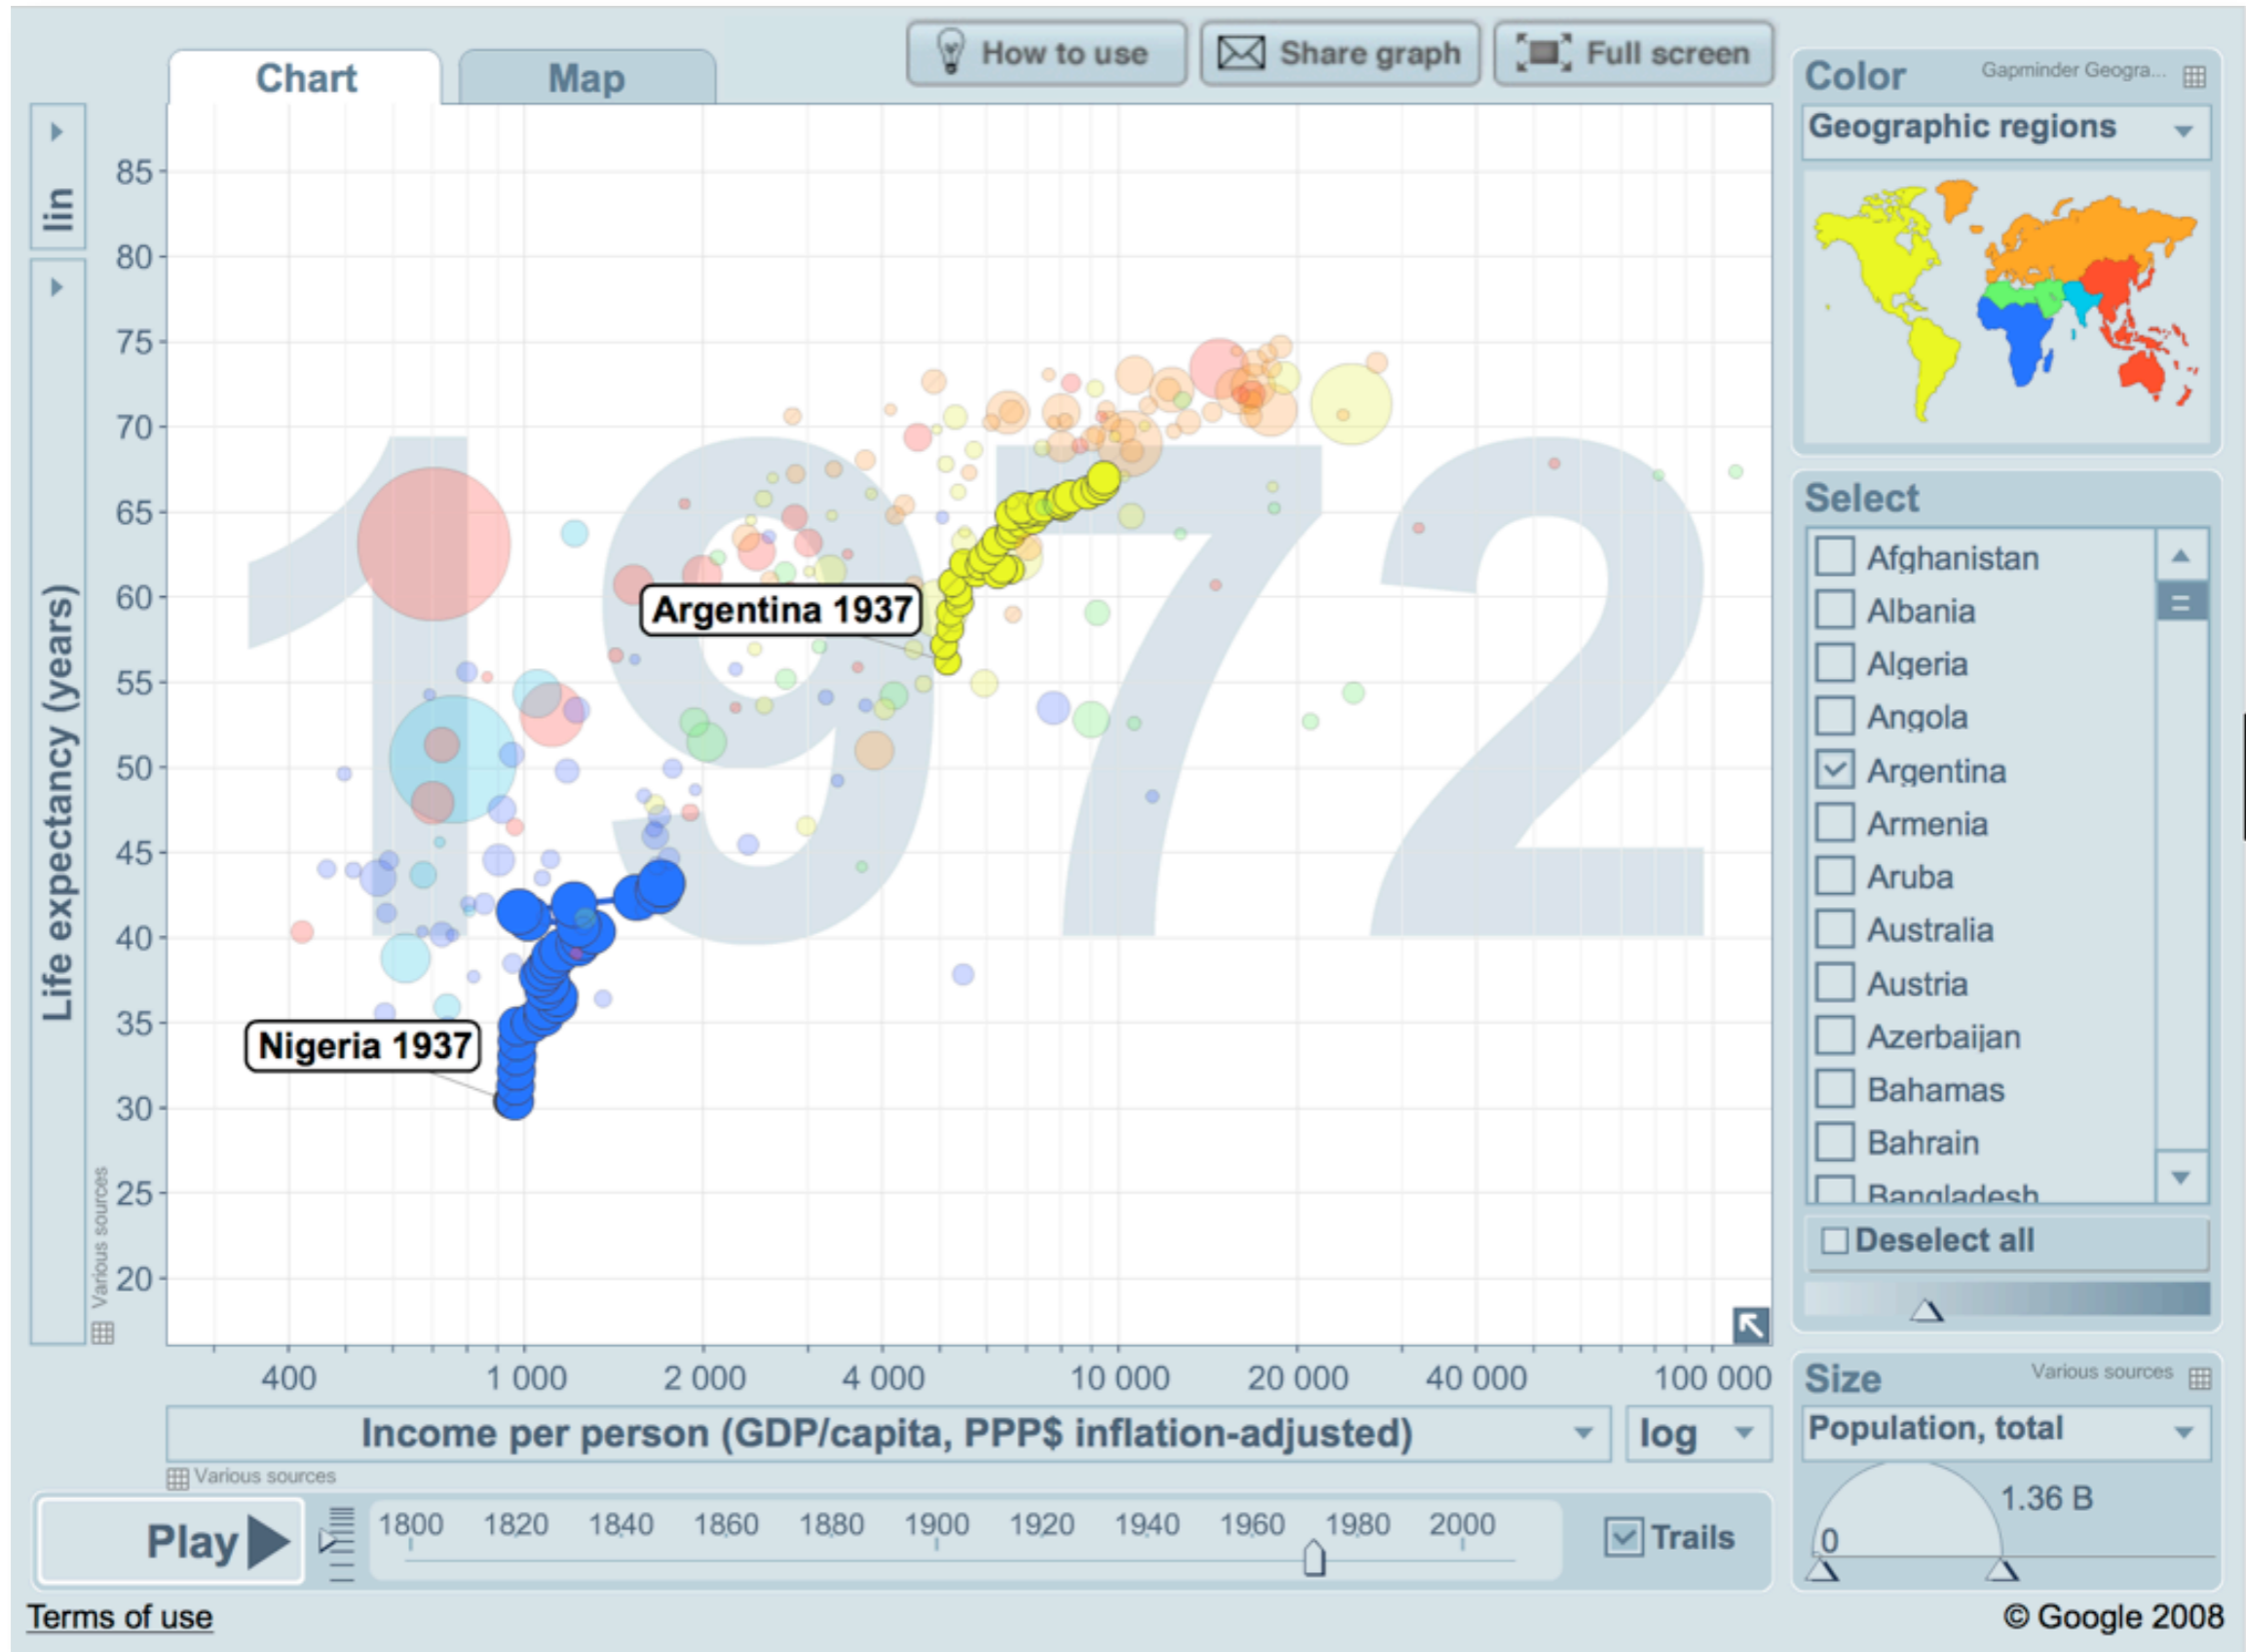 Chart
Map
How to use
Share graph
Full screen
lin
Life expectancy (years)
Various sources
85
80
75
70
65
60
55
50
45
40
35
30
25
20
1972
Argentina 1937
Nigeria 1937
400
1 000
2 000
4 000
10 000
20 000
40 000
100 000
Income per person (GDP/capita, PPP$ inflation-adjusted)
log
Various sources
Play
1800
1820
1840
1860
1880
1900
1920
1940
1960
1980
2000
Trails
Color
Gapminder Geogra...
Geographic regions
Select
Afghanistan
Albania
Algeria
Angola
Argentina
Armenia
Aruba
Australia
Austria
Azerbaijan
Bahamas
Bahrain
Bangladesh
Deselect all
Size
Various sources
Population, total
1.36 B
0
Terms of use
© Google 2008